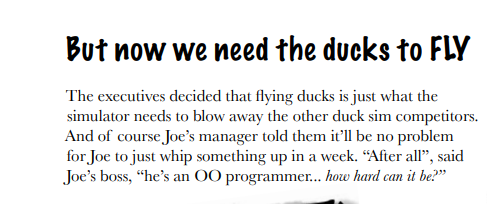 But now we need the ducks to FLY
The executives decided that flying ducks is just what the
simulator needs to blow away the other duck sim competitors.
And of course Joe's manager told them it'll be no problem
for Joe to just whip something up in a week. “After all”, said
Joe's boss, “he's an OO programmer... how hard can it be?”